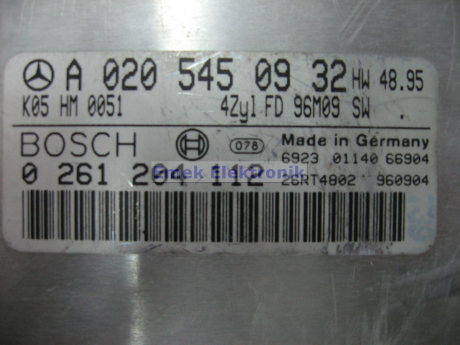 A 020 545 09 32 HW 48.95
K05 HM 0051 4Zyl FD 96M09 SW .
BOSCH 078 Made in Germany
6923 01140 66904
0 261 204 112 26RT4802 960904
Emek Elektronik